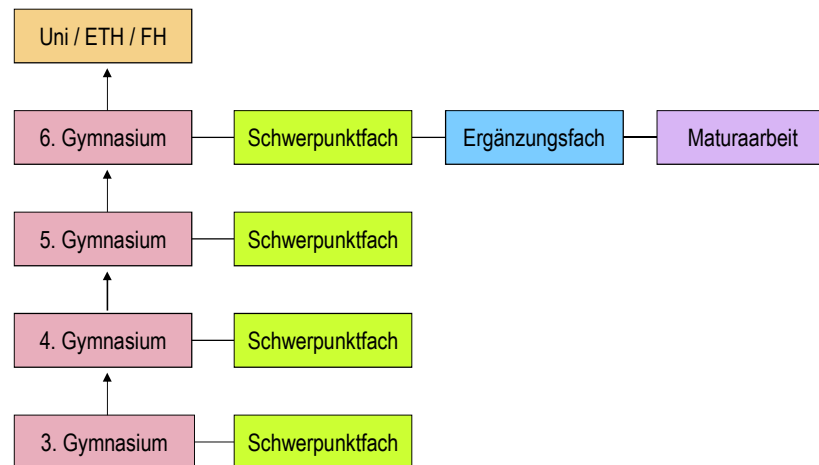 Uni / ETH / FH
6. Gymnasium Schwerpunktfach Ergänzungsfach Maturaarbeit
5. Gymnasium Schwerpunktfach
4. Gymnasium Schwerpunktfach
3. Gymnasium Schwerpunktfach